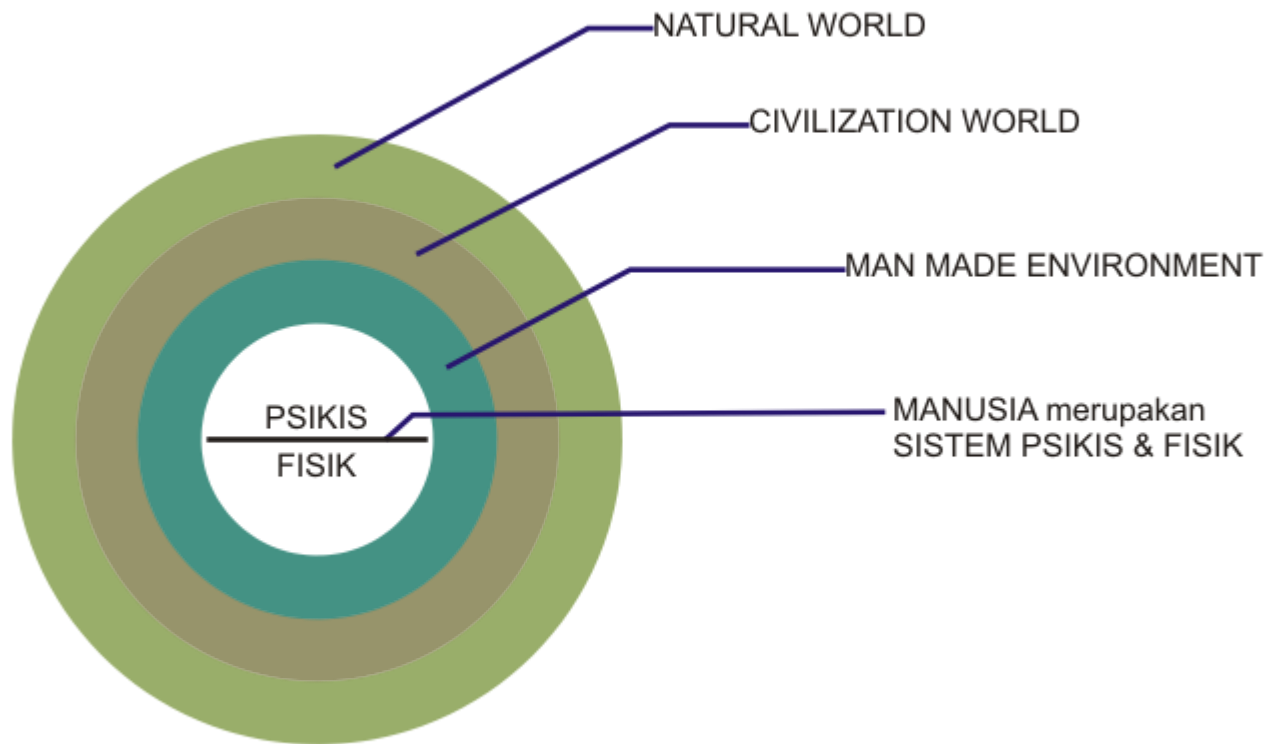 NATURAL WORLD
CIVILIZATION WORLD
MAN MADE ENVIRONMENT
PSIKIS
FISIK
MANUSIA merupakan
SISTEM PSIKIS & FISIK